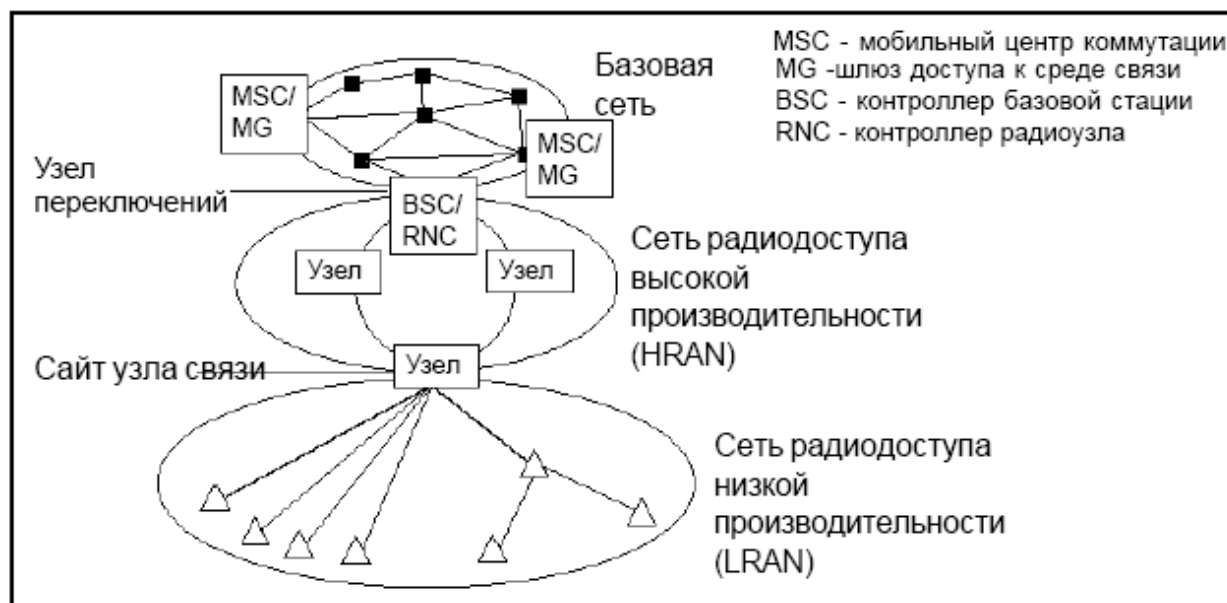 MSC - мобильный центр коммутации
MG -шлюз доступа к среде связи
BSC - контроллер базовой станции
RNC - контроллер радиоузла
Базовая
сеть
MSC/
MG
MSC/
MG
Узел
переключений
BSC/
RNC
Узел
Узел
Сеть радиодоступа
высокой
производительности
(HRAN)
Сайт узла связи
Узел
Сеть радиодоступа
низкой
производительности
(LRAN)